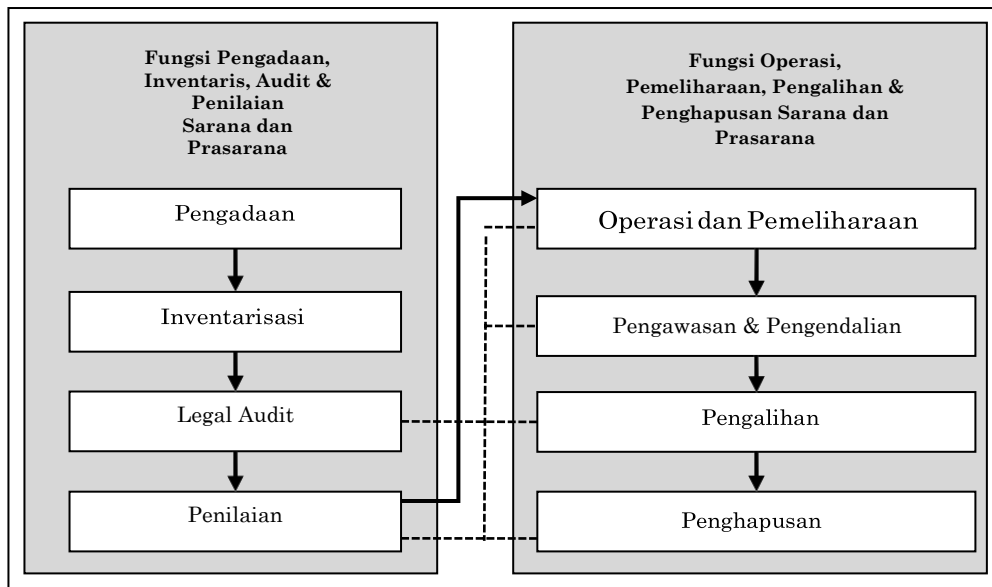 Fungsi Pengadaan,
Inventaris, Audit &
Penilaian
Sarana dan
Prasarana
Pengadaan
Inventarisasi
Legal Audit
Penilaian
Fungsi Operasi,
Pemeliharaan, Pengalihan &
Penghapusan Sarana dan
Prasarana
Operasi dan Pemeliharaan
Pengawasan & Pengendalian
Pengalihan
Penghapusan